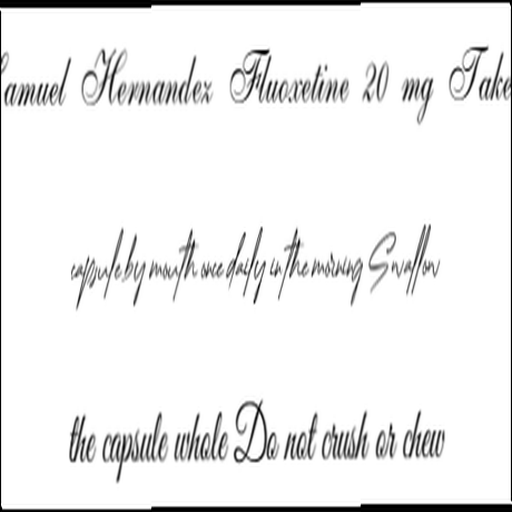 Samuel Hernandez Fluoxetine 20 mg Take
capsule by mouth once daily in the morning Swallow
the capsule whole Do not crush or chew